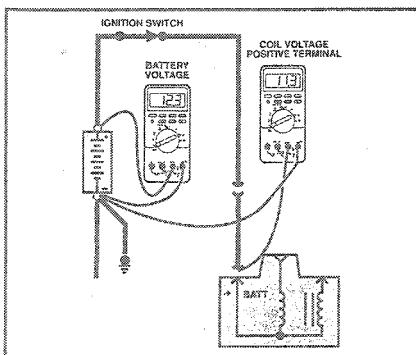 IGNITION SWITCH
BATTERY
VOLTAGE
COIL VOLTAGE
POSITIVE TERMINAL
12.3
11.3
+
-
+
BATT